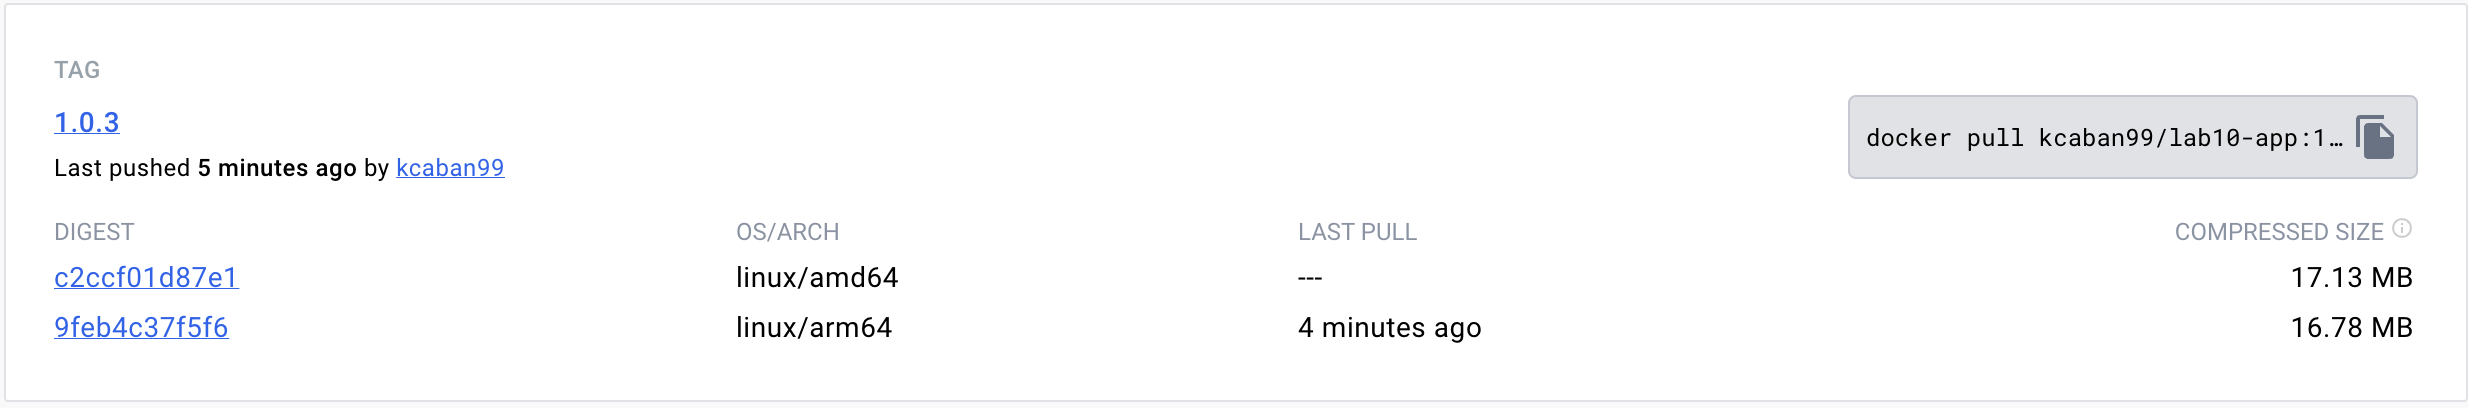 TAG
1.0.3
Last pushed 5 minutes ago by kcaban99
docker pull kcaban99/lab10-app:1…
DIGEST OS/ARCH LAST PULL COMPRESSED SIZE
c2ccf01d87e1 linux/amd64 --- 17.13 MB
9feb4c37f5f6 linux/arm64 4 minutes ago 16.78 MB